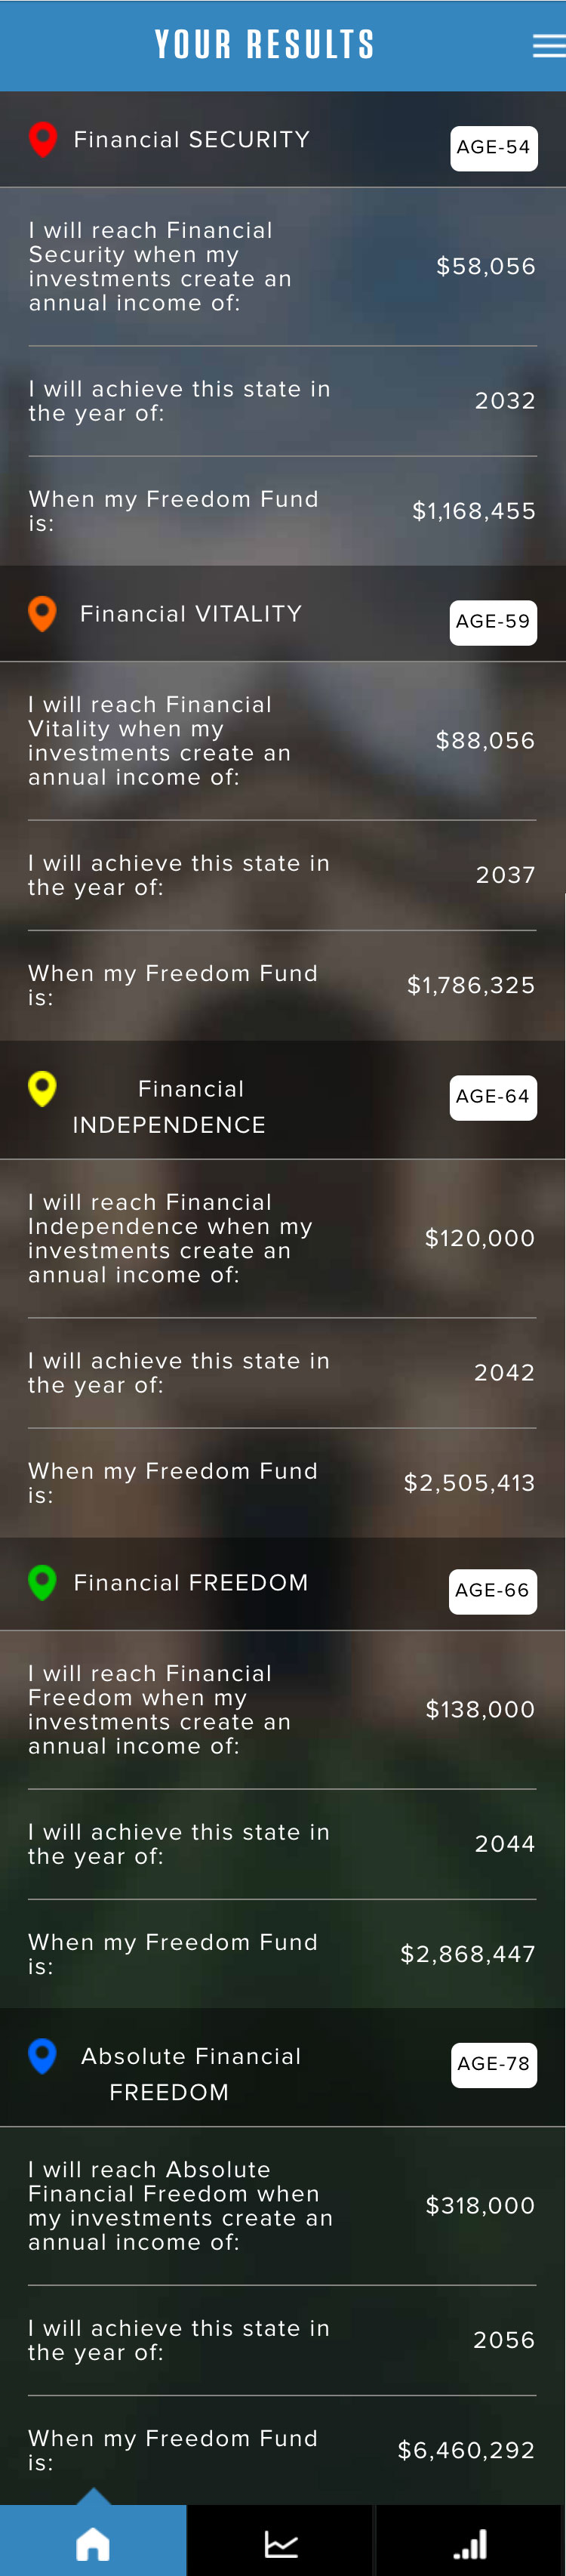 YOUR RESULTS
Financial SECURITY
AGE-54
I will reach Financial
Security when my
investments create an
annual income of:
$58,056
I will achieve this state in
the year of:
2032
When my Freedom Fund
is:
$1,168,455
Financial VITALITY
AGE-59
I will reach Financial
Vitality when my
investments create an
annual income of:
$88,056
I will achieve this state in
the year of:
2037
When my Freedom Fund
is:
$1,786,325
Financial
INDEPENDENCE
AGE-64
I will reach Financial
Independence when my
investments create an
annual income of:
$120,000
I will achieve this state in
the year of:
2042
When my Freedom Fund
is:
$2,505,413
Financial FREEDOM
AGE-66
I will reach Financial
Freedom when my
investments create an
annual income of:
$138,000
I will achieve this state in
the year of:
2044
When my Freedom Fund
is:
$2,868,447
Absolute Financial
FREEDOM
AGE-78
I will reach Absolute
Financial Freedom when
my investments create an
annual income of:
$318,000
I will achieve this state in
the year of:
2056
When my Freedom Fund
is:
$6,460,292